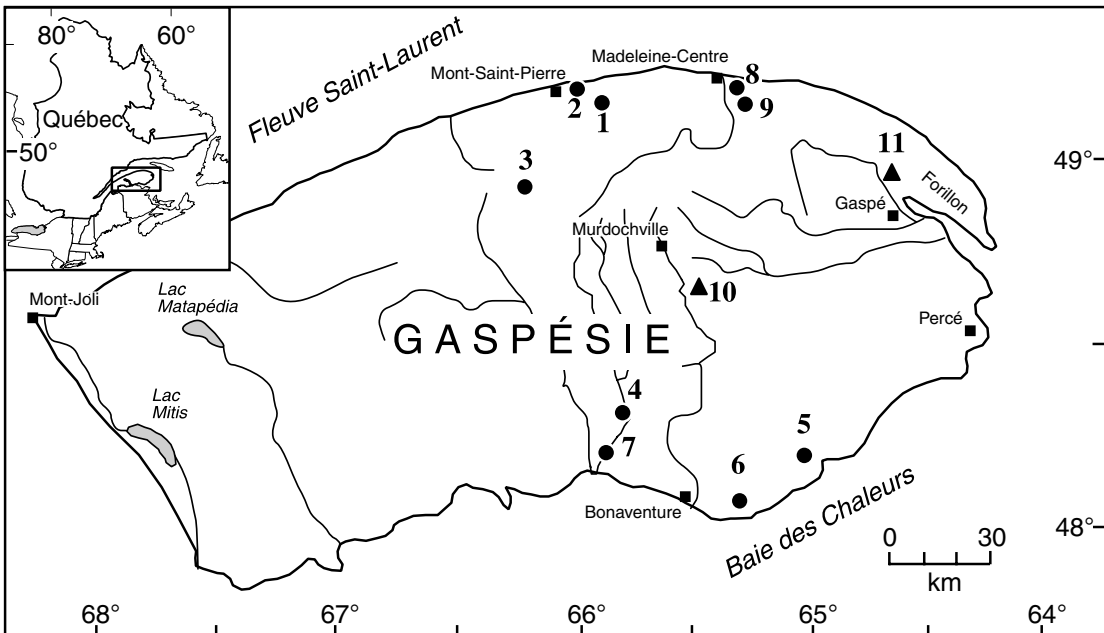 80° 60°
Québec
50°
Fleuve Saint-Laurent
Madeleine-Centre
Mont-Saint-Pierre
8
2
1
9
3
11
49°
Forillon
Gaspé
Murdochville
10
Mont-Joli
Lac
Matapédia
Percé
GASPÉSIE
Lac
Mitis
4
5
7
6
Bonaventure
Baie des Chaleurs
48°
0 30
km
68° 67° 66° 65° 64°